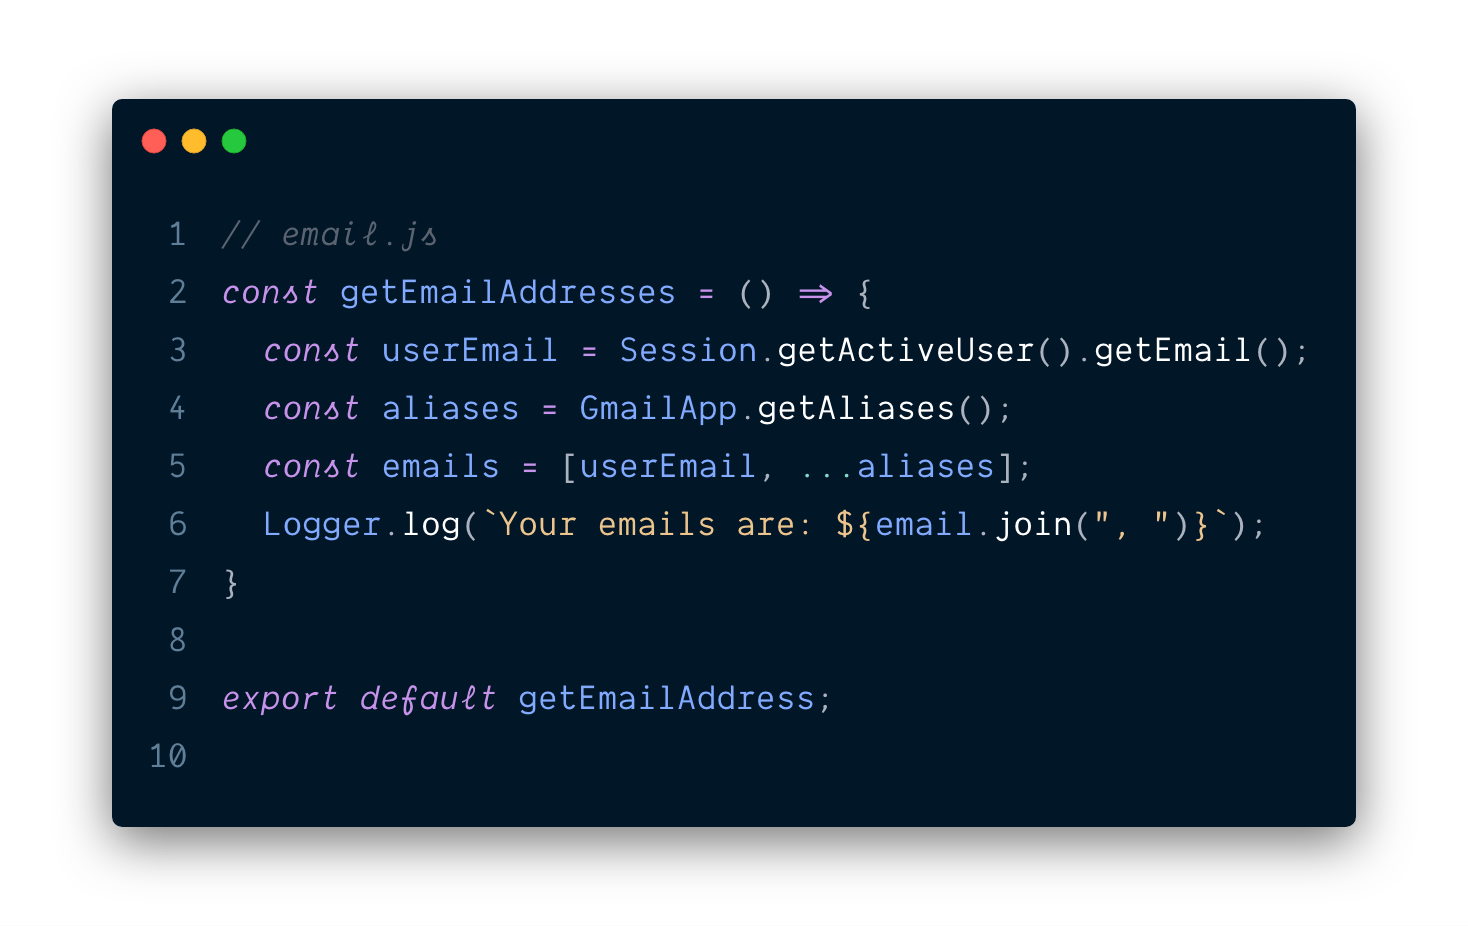 1 // email.js
2 const getEmailAddresses = () => {
3   const userEmail = Session.getActiveUser().getEmail();
4   const aliases = GmailApp.getAliases();
5   const emails = [userEmail, ...aliases];
6   Logger.log(`Your emails are: ${email.join(", ")}`);
7 }
8
9 export default getEmailAddress;
10